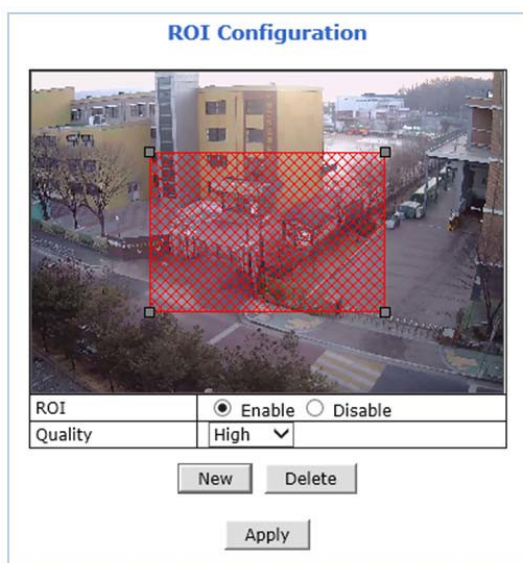 ROI Configuration
ROI Enable Disable
Quality High
New Delete
Apply